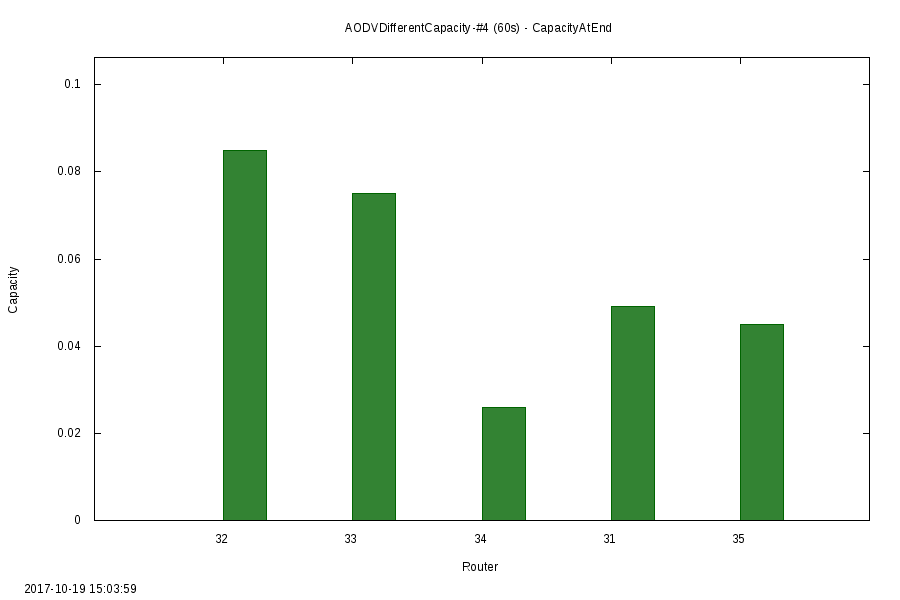 AODVDifferentCapacity-#4 (60s) - CapacityAtEnd
0.1
0.08
0.06
0.04
0.02
0
Capacity
32 33 34 31 35
Router
2017-10-19 15:03:59